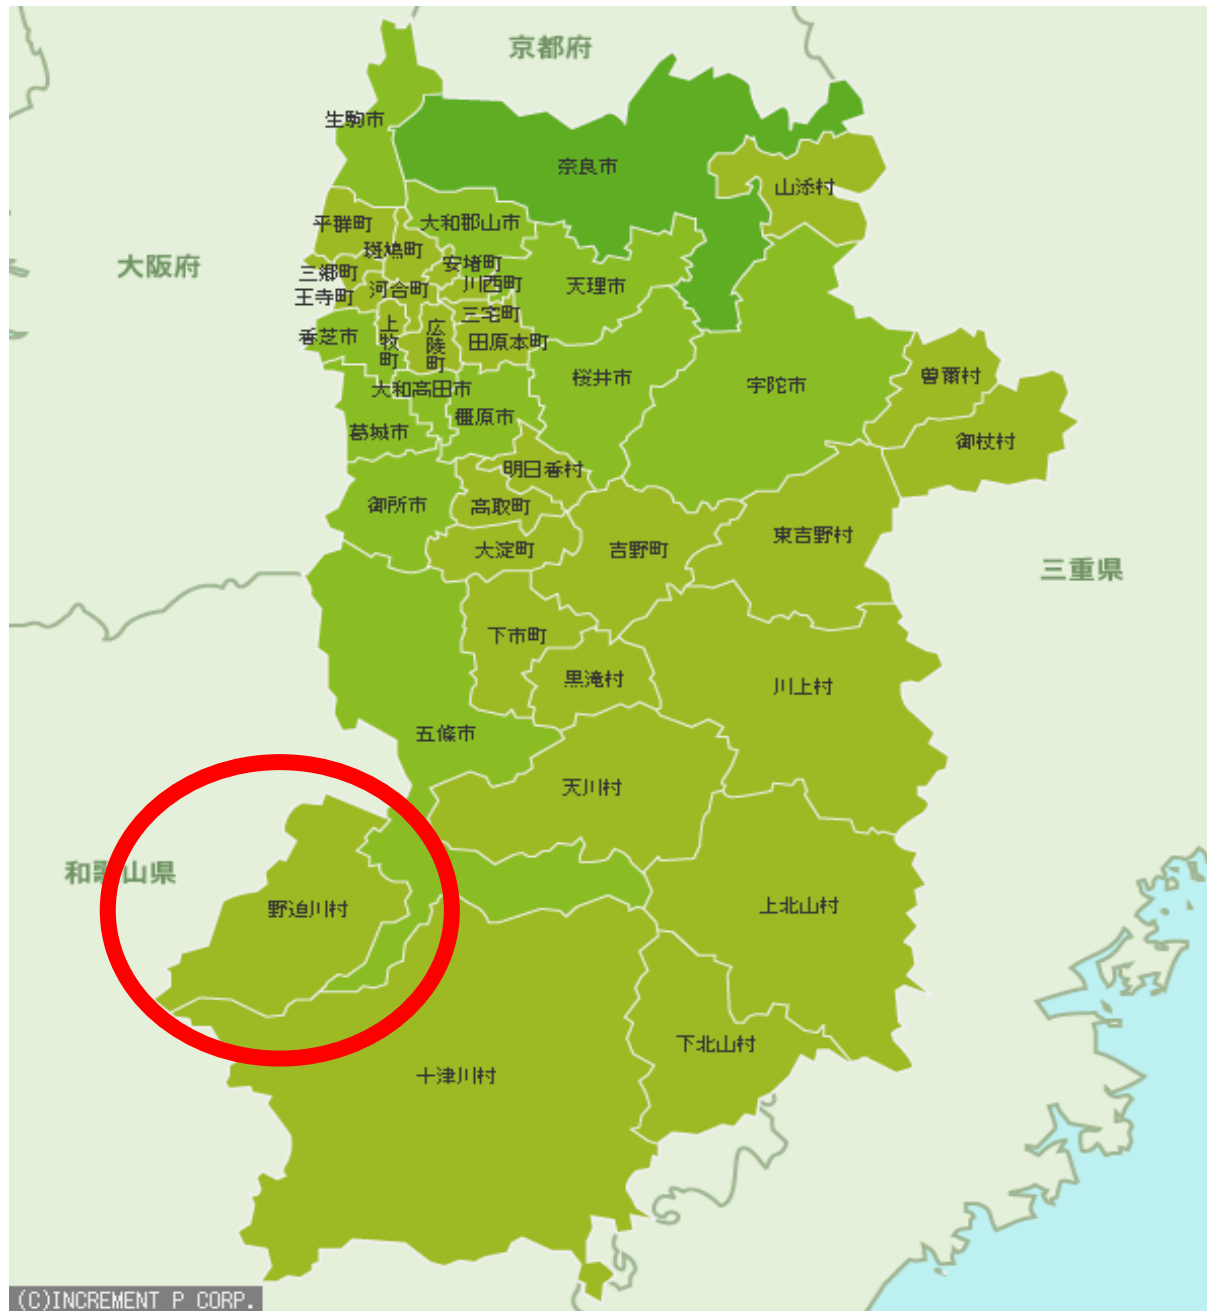 京都府
生駒市
奈良市
山添村
平群町
大和郡山市
斑鳩町
安堵町
大阪府
三郷町
川西町
天理市
王寺町
河合町
三宅町
香芝市
上牧町
広陵町
田原本町
桜井市
宇陀市
曽爾村
大和高田市
橿原市
葛城市
御杖村
明日香村
御所市
高取町
大淀町
吉野町
東吉野村
三重県
下市町
黒滝村
川上村
五條市
天川村
和歌山県
野迫川村
上北山村
下北山村
十津川村
(C)INCREMENT P CORP.